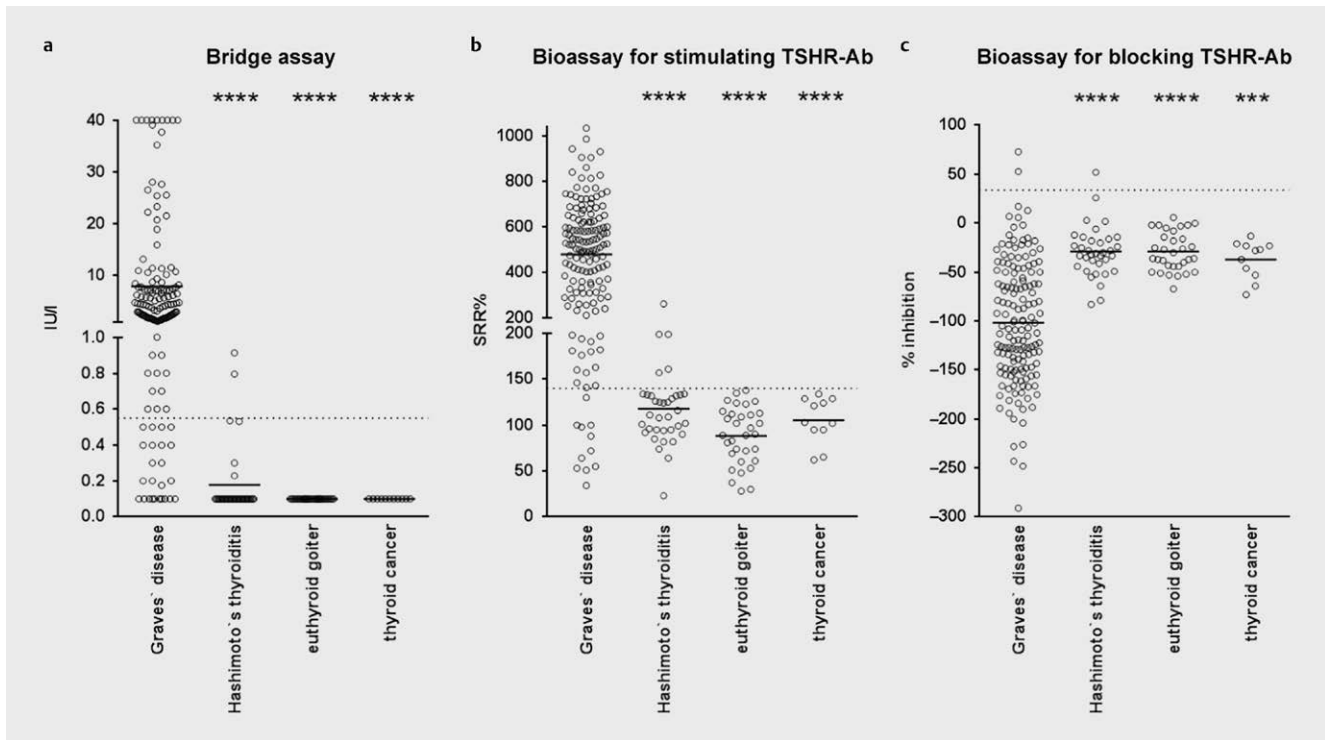 a
Bridge assay
**** **** ****
IU/l
40
30
20
10
1.0
0.8
0.6
0.4
0.2
0.0
Graves` disease
Hashimoto`s thyroiditis
euthyroid goiter
thyroid cancer
b
Bioassay for stimulating TSHR-Ab
**** **** ****
SRR%
1000
800
600
400
200
200
150
100
50
0
Graves` disease
Hashimoto`s thyroiditis
euthyroid goiter
thyroid cancer
c
Bioassay for blocking TSHR-Ab
**** **** ***
% inhibition
100
50
0
–50
–100
–150
–200
–250
–300
Graves` disease
Hashimoto`s thyroiditis
euthyroid goiter
thyroid cancer